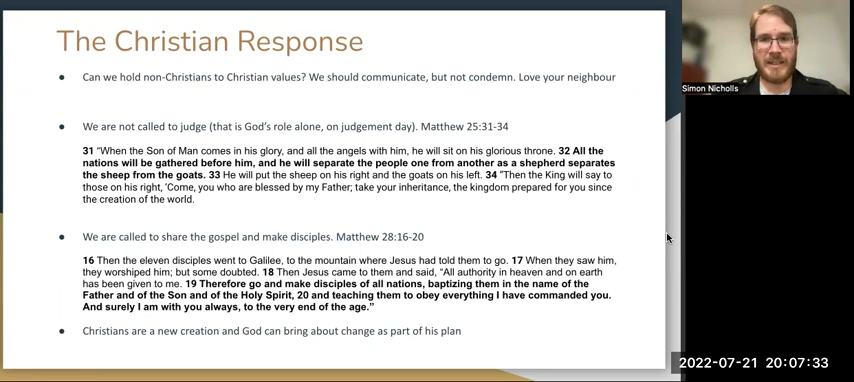 The Christian Response
● Can we hold non-Christians to Christian values? We should communicate, but not condemn. Love your neighbour
● We are not called to judge (that is God's role alone, on judgement day). Matthew 25:31-34
31 "When the Son of Man comes in his glory, and all the angels with him, he will sit on his glorious throne. 32 All the
nations will be gathered before him, and he will separate the people one from another as a shepherd separates
the sheep from the goats. 33 He will put the sheep on his right and the goats on his left. 34 "Then the King will say to
those on his right, 'Come, you who are blessed by my Father; take your inheritance, the kingdom prepared for you since
the creation of the world.
● We are called to share the gospel and make disciples. Matthew 28:16-20
16 Then the eleven disciples went to Galilee, to the mountain where Jesus had told them to go. 17 When they saw him,
they worshiped him; but some doubted. 18 Then Jesus came to them and said, "All authority in heaven and on earth
has been given to me. 19 Therefore go and make disciples of all nations, baptizing them in the name of the
Father and of the Son and of the Holy Spirit, 20 and teaching them to obey everything I have commanded you.
And surely I am with you always, to the very end of the age."
● Christians are a new creation and God can bring about change as part of his plan
Simon Nicholls
2022-07-21 20:07:33